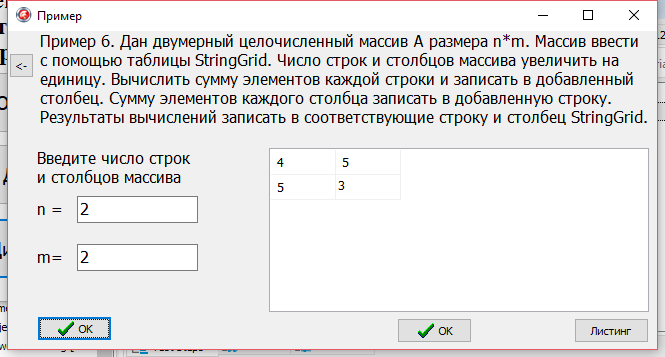 Пример
Пример 6. Дан двумерный целочисленный массив А размера n*m. Массив ввести
с помощью таблицы StringGrid. Число строк и столбцов массива увеличить на
<-
единицу. Вычислить сумму элементов каждой строки и записать в добавленный
столбец. Сумму элементов каждого столбца записать в добавленную строку.
Результаты вычислений записать в соответствующие строку и столбец StringGrid.
Введите число строк
и столбцов массива
4 5
5 3
n = 2
m= 2
OK
OK
Листинг